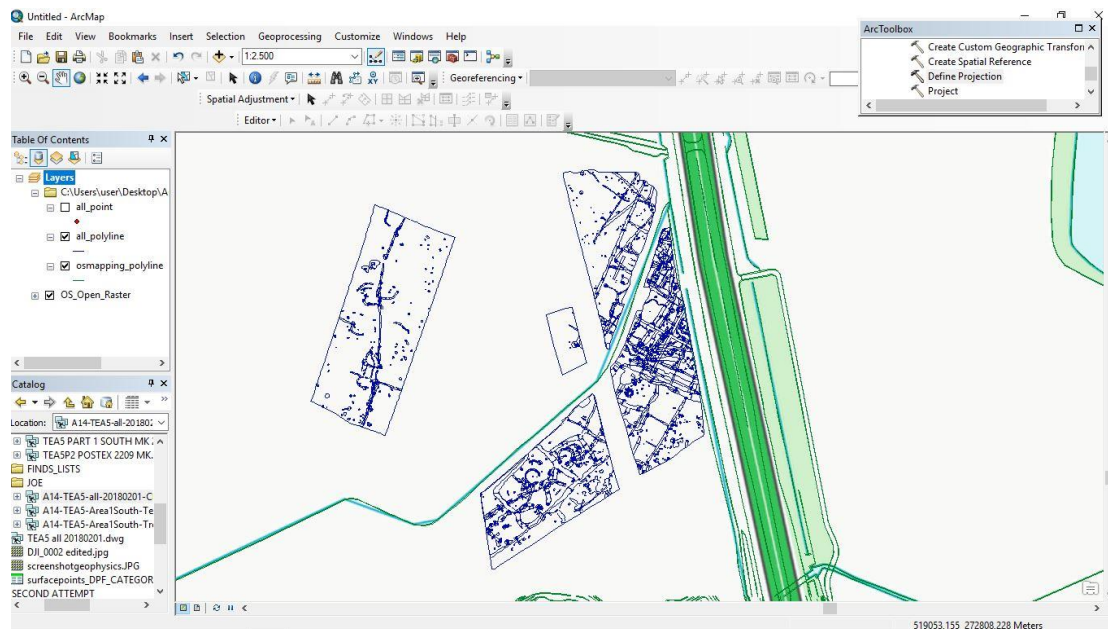 Untitled - ArcMap
File Edit View Bookmarks Insert Selection Geoprocessing Customize Windows Help
1:2.500
Georeferencing
Spatial Adjustment
Editor
ArcToolbox
Create Custom Geographic Transforn
Create Spatial Reference
Define Projection
Project
Table Of Contents
Layers
C:\Users\user\Desktop\A
all_point
all_polyline
osmapping_polyline
OS_Open_Raster
Catalog
Location: A14-TEA5-all-20180:
TEA5 PART 1 SOUTH MK
TEA5P2 POSTEX 2209 MK.
FINDS_LISTS
JOE
A14-TEA5-all-20180201-C
A14-TEA5-Area1South-Te
A14-TEA5-Area1South-Tr
TEA5 all 20180201.dwg
DJI_0002 edited.jpg
screenshotgeophysics.JPG
surfacepoints_DPF_CATEGOR
SECOND ATTEMPT
519053.155 272808.228 Meters